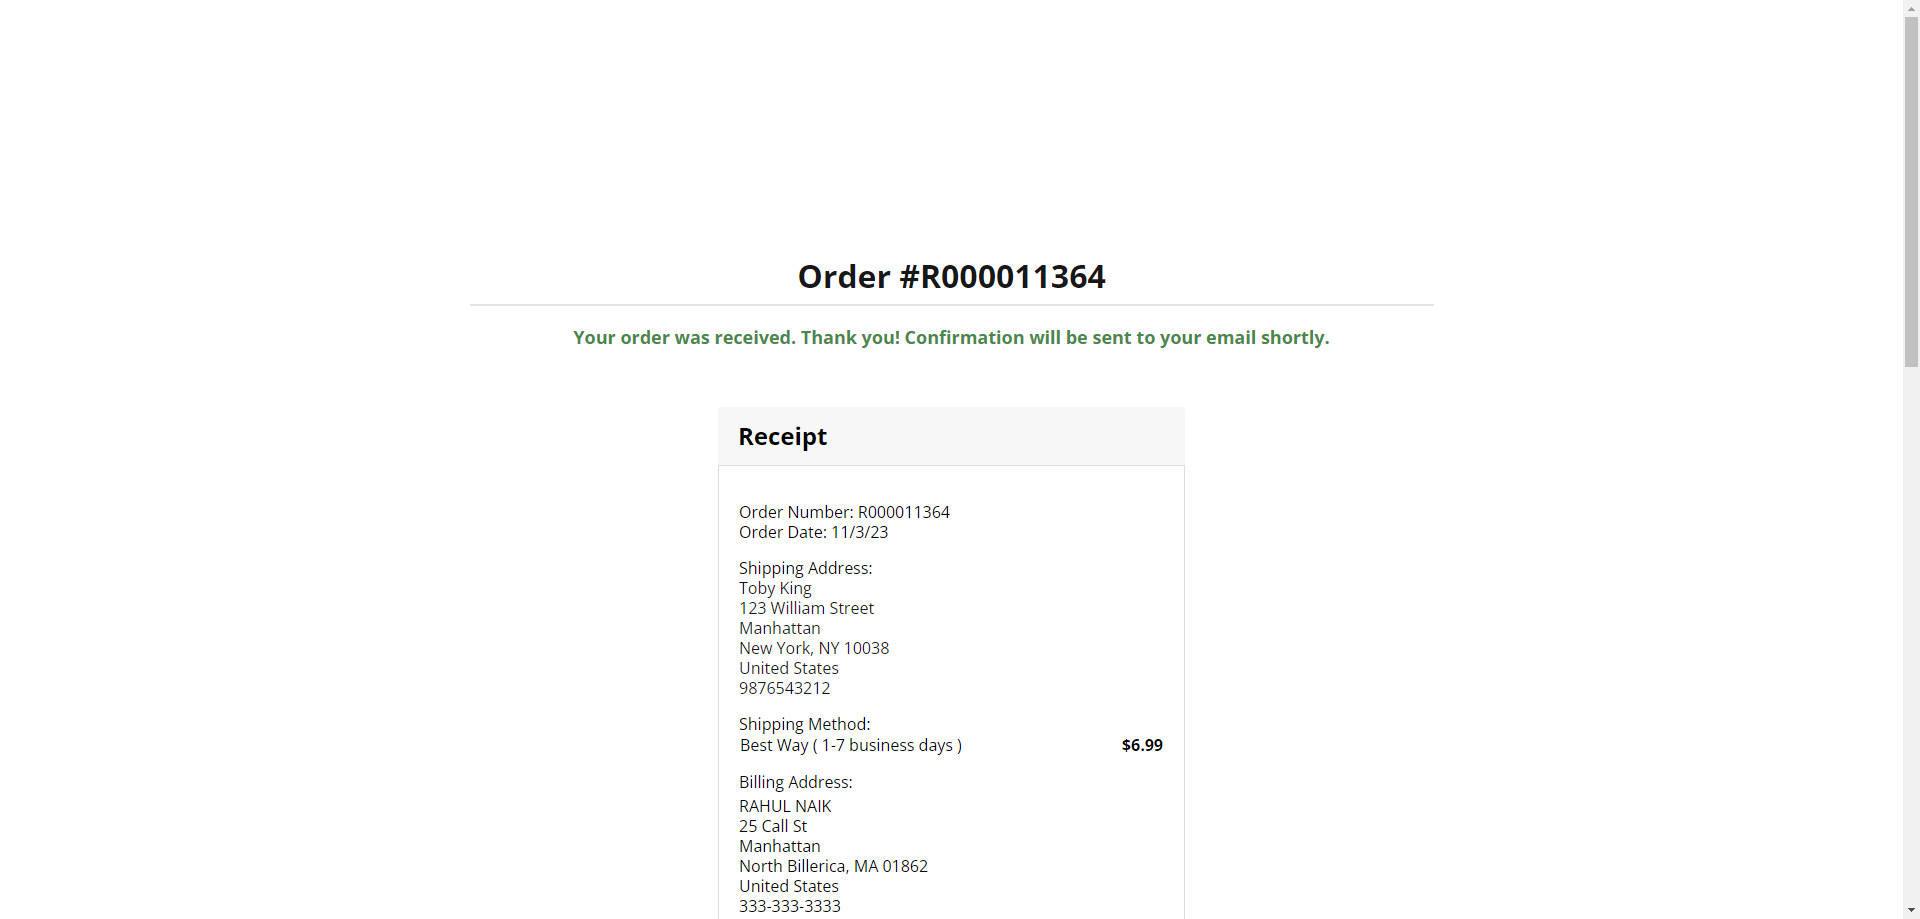 Order #R000011364
Your order was received. Thank you! Confirmation will be sent to your email shortly.
Receipt
Order Number: R000011364
Order Date: 11/3/23
Shipping Address:
Toby King
123 William Street
Manhattan
New York, NY 10038
United States
9876543212
Shipping Method:
Best Way ( 1-7 business days ) $6.99
Billing Address:
RAHUL NAIK
25 Call St
Manhattan
North Billerica, MA 01862
United States
333-333-3333